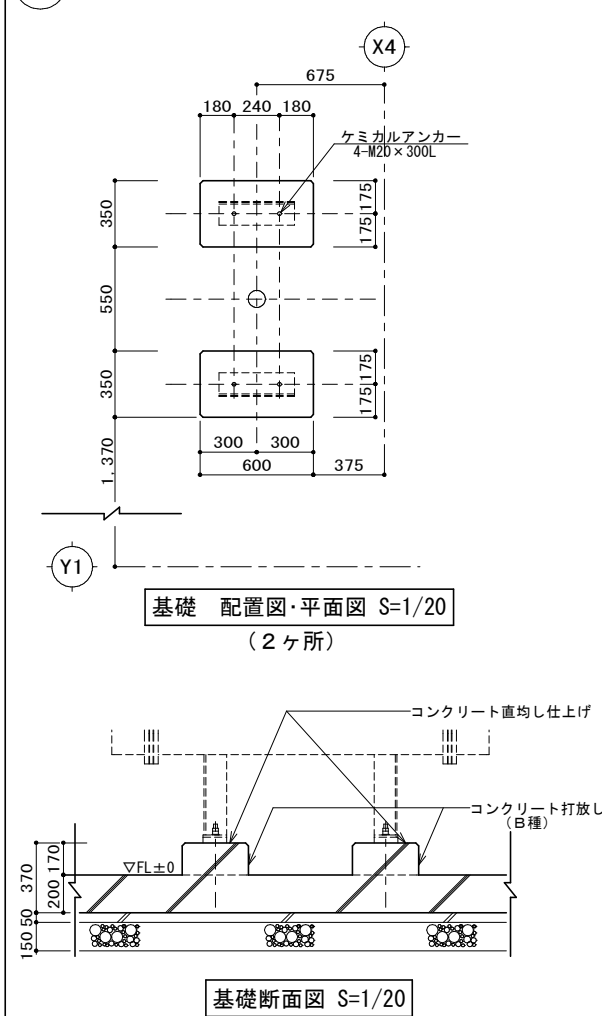 X4
675
180 240 180
ケミカルアンカー
4-M20×300L
350
175
175
550
350
175
175
300 300
600 375
1,370
Y1
基礎 配置図･平面図 S=1/20
(２ヶ所)
コンクリート直均し仕上げ
コンクリート打放し
(B種)
▽FL±0
170
370
200
50
150
基礎断面図 S=1/20